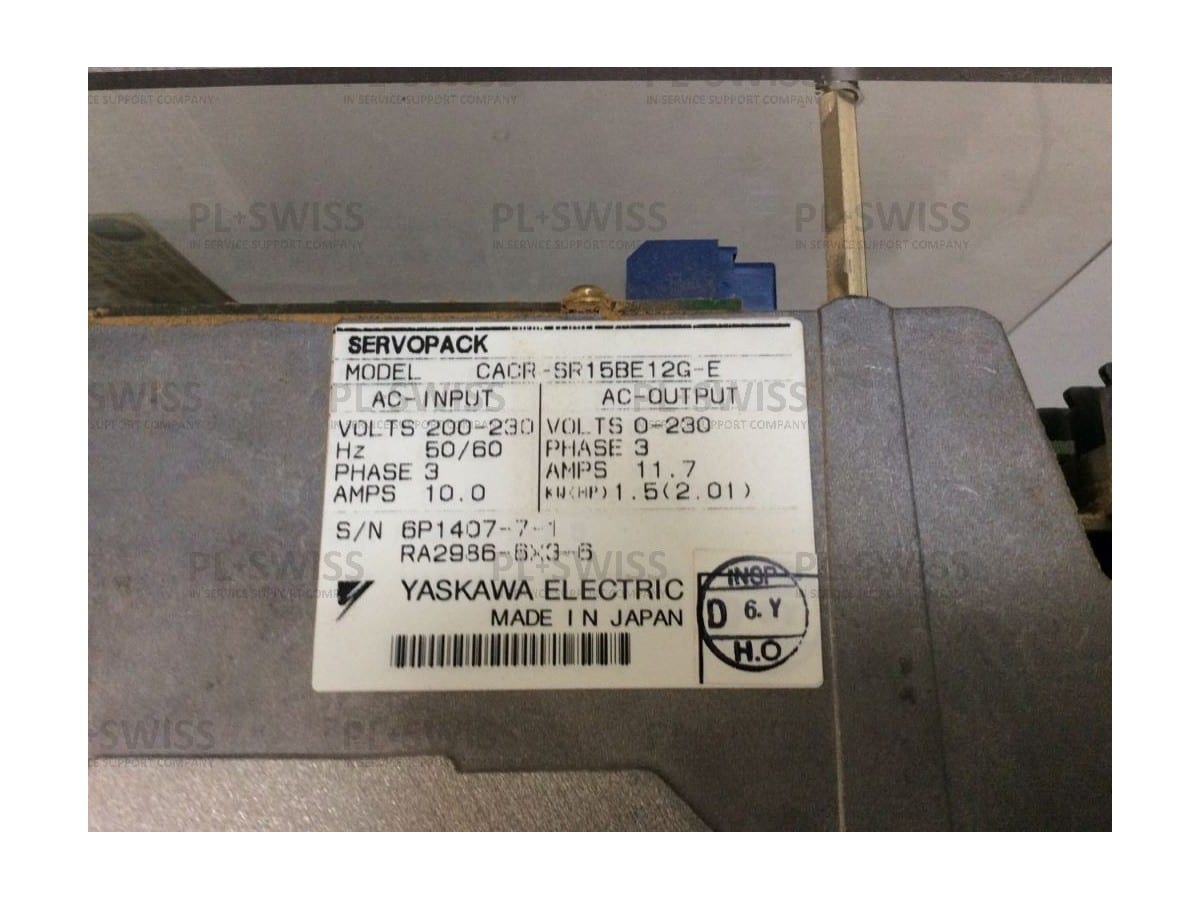 SERVOPACK
MODEL CACR-SR15BE12G-E
AC-INPUT AC-OUTPUT
VOLTS 200-230 VOLTS 0-230
Hz 50/60 PHASE 3
PHASE 3 AMPS 11.7
AMPS 10.0 KW(HP) 1.5(2.01)
S/N 6P1407-7-1
RA2986-6X3-6
YASKAWA ELECTRIC
MADE IN JAPAN
INSP
D 6.Y
H.O
PL+SWISS
IN SERVICE SUPPORT COMPANY